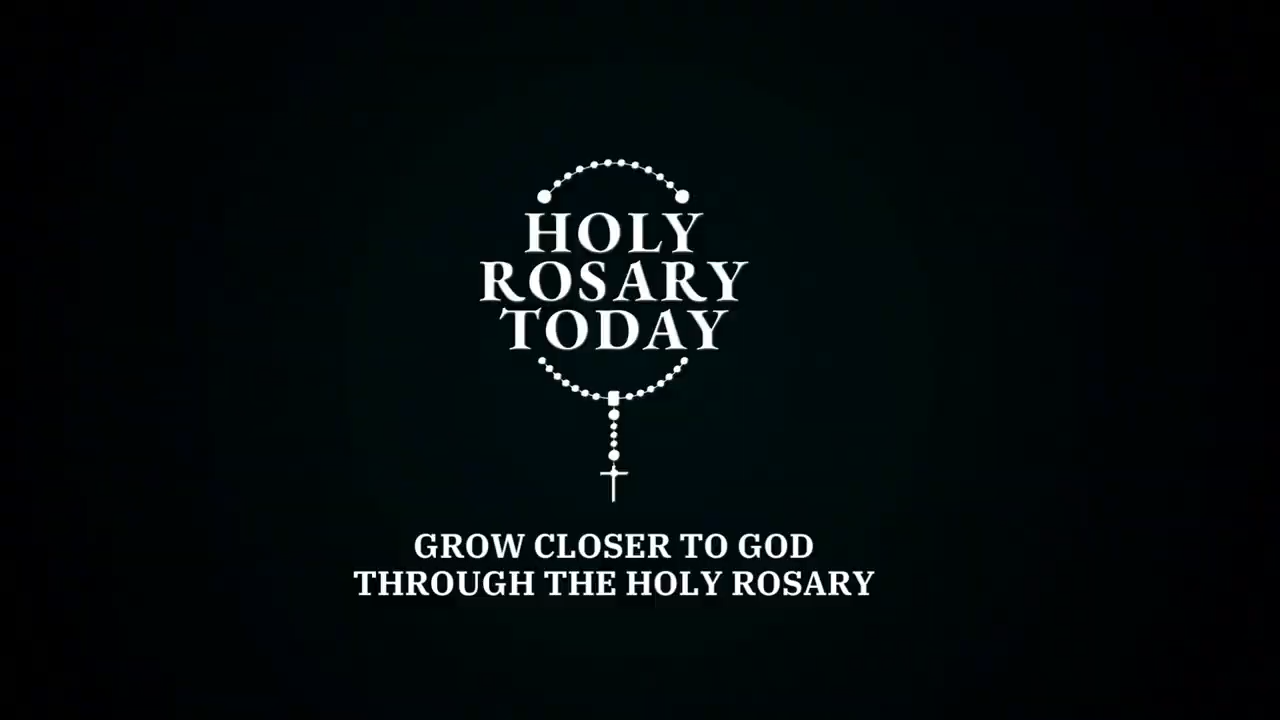 HOLY
ROSARY
TODAY
GROW CLOSER TO GOD
THROUGH THE HOLY ROSARY